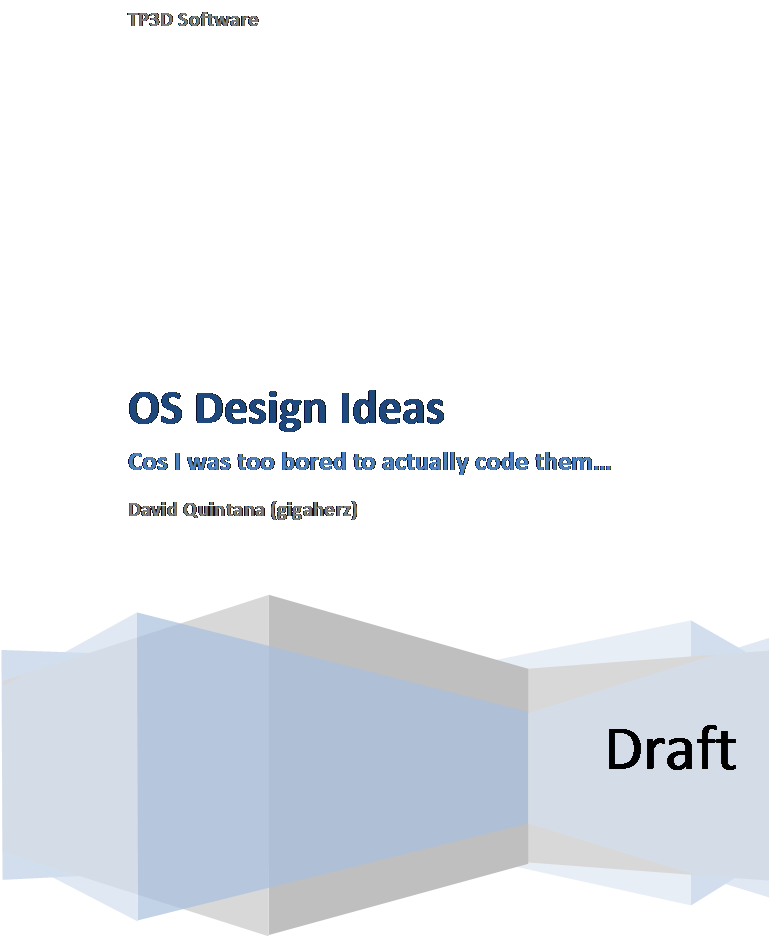 TP3D Software
OS Design Ideas
Cos I was too bored to actually code them...
David Quintana (gigaherz)
Draft